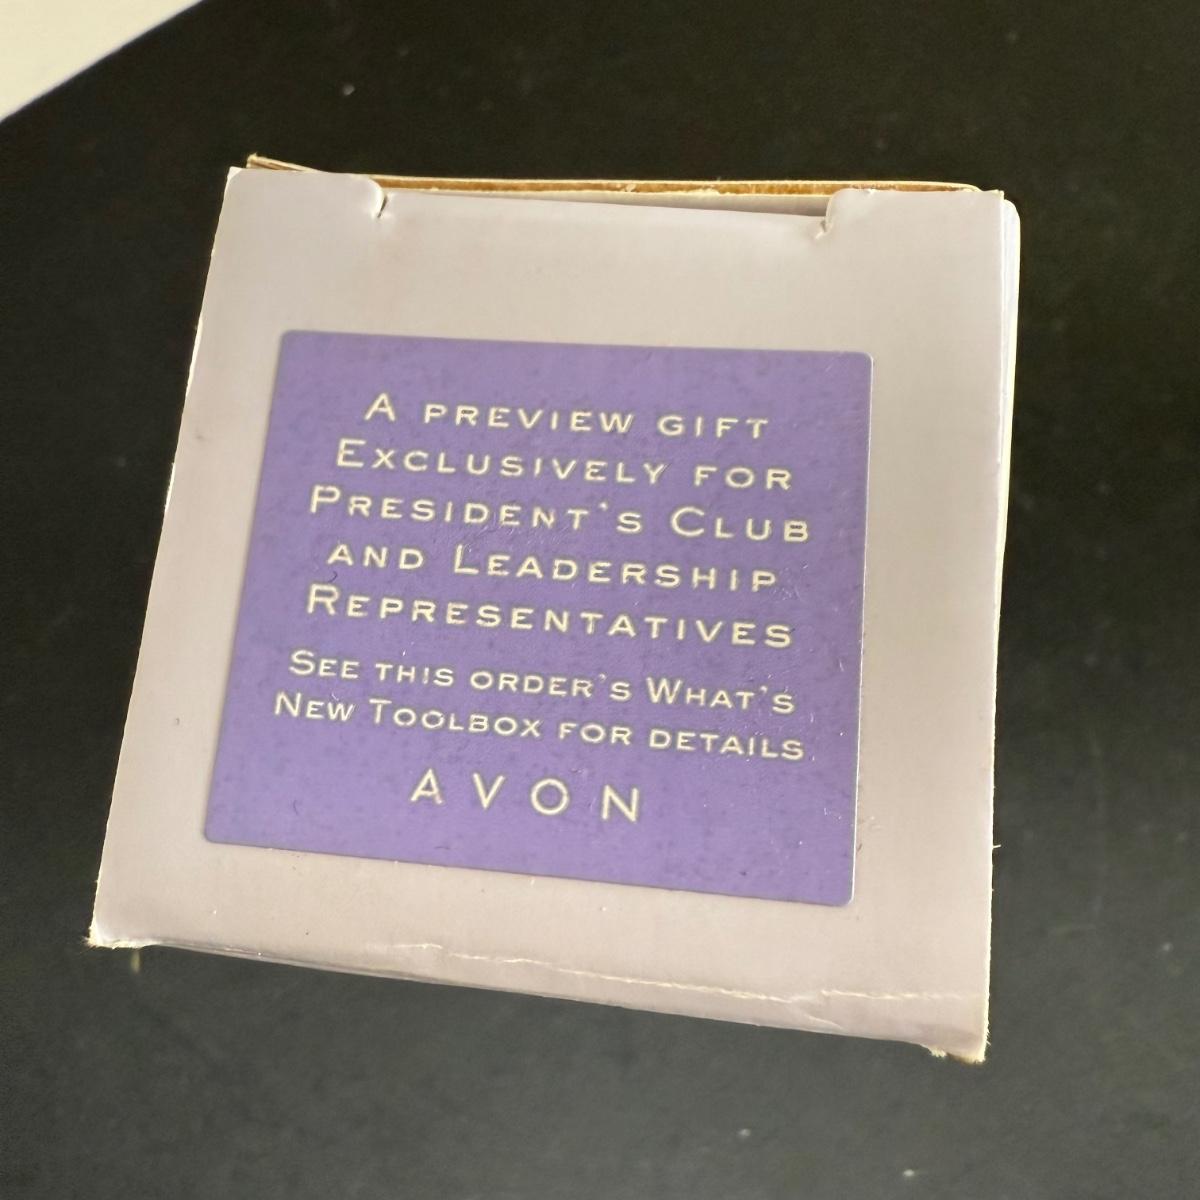 A PREVIEW GIFT
EXCLUSIVELY FOR
PRESIDENT'S CLUB
AND LEADERSHIP
REPRESENTATIVES
SEE THIS ORDER'S WHAT'S
NEW TOOLBOX FOR DETAILS
AVON